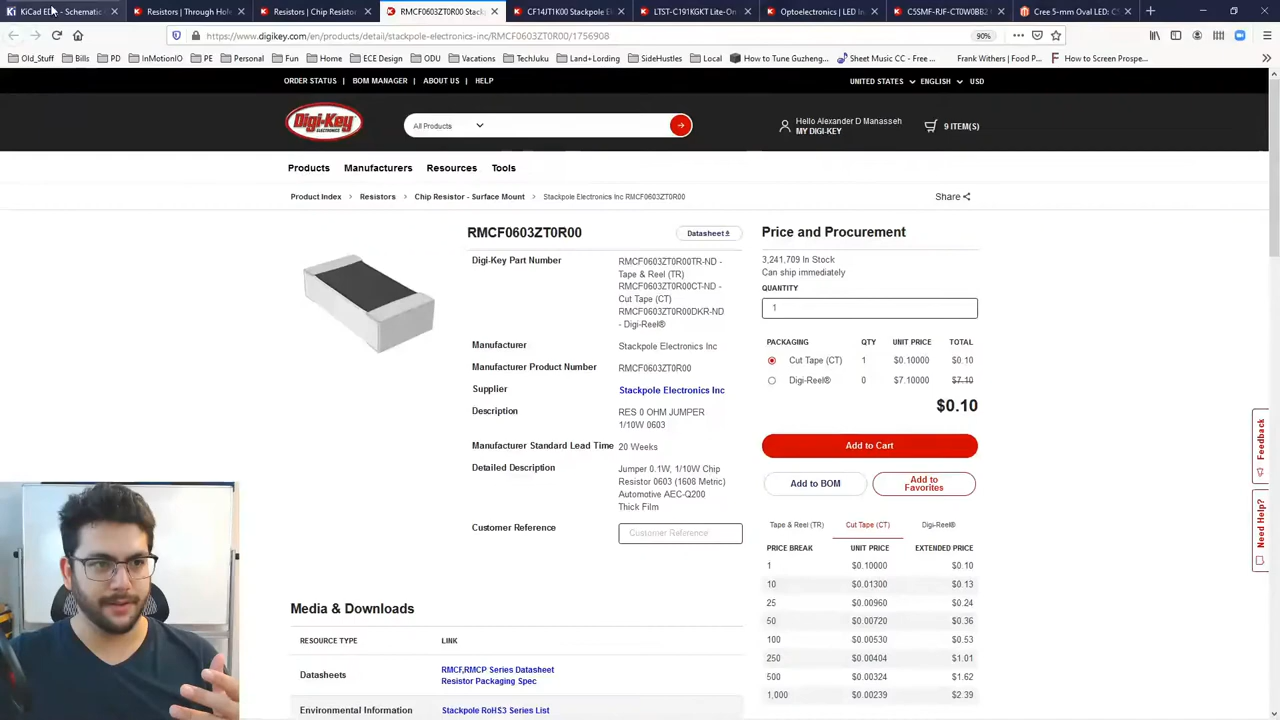 KiCad EDA - Schematic
Resistors | Through Hol
Resistors | Chip Resistor
RMCF0603ZT0R00 Stackp
CF14JT1K00 Stackpole El
LTST-C191KGKT Lite-On
Optoelectronics | LED In
C5SMF-RJF-CT0W0BB2
Cree 5-mm Oval LED: C5
https://www.digikey.com/en/products/detail/stackpole-electronics-inc/RMCF0603ZT0R00/1756908
90%
Old_Stuff
Bills
PD
InMotionIO
PE
Personal
Fun
Home
ECE Design
ODU
Vacations
TechJuku
Land+Lording
SideHustles
Local
How to Tune Guzheng...
Sheet Music CC - Free ...
Frank Withers | Food P...
How to Screen Prospe...
ORDER STATUS | BOM MANAGER | ABOUT US | HELP
UNITED STATES ENGLISH USD
Digi-Key
ELECTRONICS
All Products
Hello Alexander D Manasseh
MY DIGI-KEY
9 ITEM(S)
Products Manufacturers Resources Tools
Product Index > Resistors > Chip Resistor - Surface Mount > Stackpole Electronics Inc RMCF0603ZT0R00
Share
RMCF0603ZT0R00
Datasheet
Digi-Key Part Number
RMCF0603ZT0R00TR-ND -
Tape & Reel (TR)
RMCF0603ZT0R00CT-ND -
Cut Tape (CT)
RMCF0603ZT0R00DKR-ND
- Digi-Reel®
Manufacturer
Stackpole Electronics Inc
Manufacturer Product Number
RMCF0603ZT0R00
Supplier
Stackpole Electronics Inc
Description
RES 0 OHM JUMPER
1/10W 0603
Manufacturer Standard Lead Time
20 Weeks
Detailed Description
Jumper 0.1W, 1/10W Chip
Resistor 0603 (1608 Metric)
Automotive AEC-Q200
Thick Film
Customer Reference
Customer Reference
Price and Procurement
3,241,709 In Stock
Can ship immediately
QUANTITY
1
PACKAGING QTY UNIT PRICE TOTAL
Cut Tape (CT) 1 $0.10000 $0.10
Digi-Reel® 0 $7.10000 $7.10
$0.10
Add to Cart
Add to BOM
Add to
Favorites
Tape & Reel (TR) Cut Tape (CT) Digi-Reel®
PRICE BREAK UNIT PRICE EXTENDED PRICE
1 $0.10000 $0.10
10 $0.01300 $0.13
25 $0.00960 $0.24
50 $0.00720 $0.36
100 $0.00530 $0.53
250 $0.00404 $1.01
500 $0.00324 $1.62
1,000 $0.00239 $2.39
Feedback
Need Help?
Media & Downloads
RESOURCE TYPE LINK
Datasheets
RMCF,RMCP Series Datasheet
Resistor Packaging Spec
Environmental Information
Stackpole RoHS3 Series List